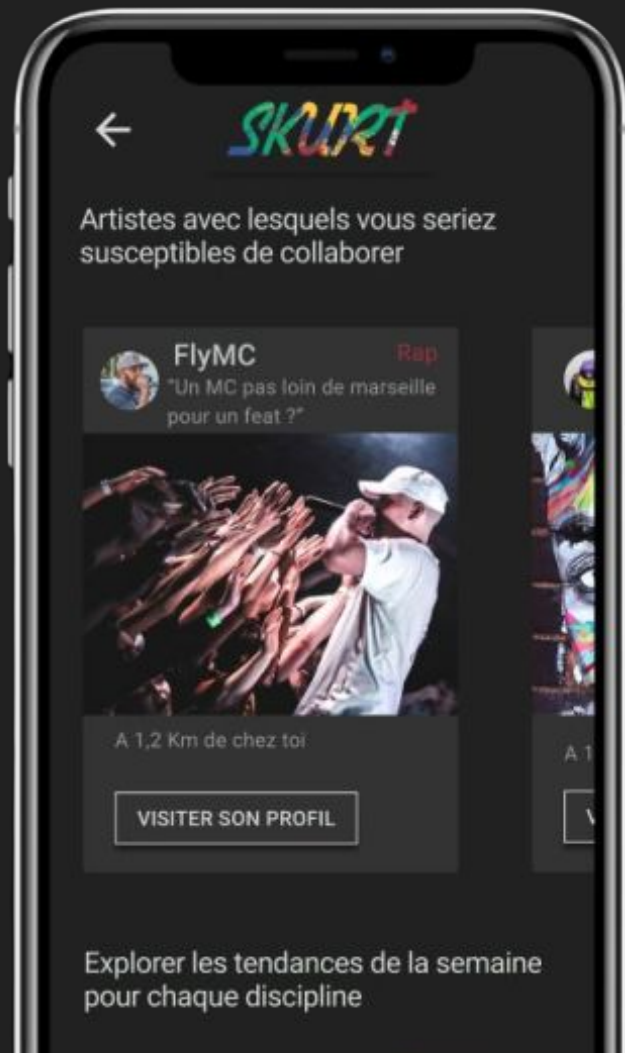 SKURT
Artistes avec lesquels vous seriez
susceptibles de collaborer
FlyMC
Rap
"Un MC pas loin de marseille
pour un feat ?"
A 1,2 Km de chez toi
A 1
VISITER SON PROFIL
V
Explorer les tendances de la semaine
pour chaque discipline